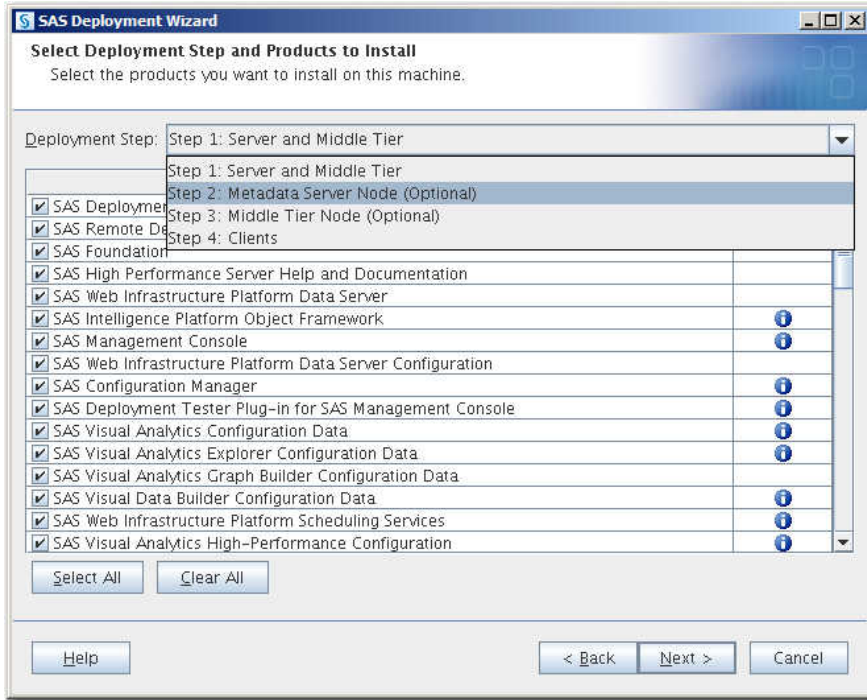 SAS Deployment Wizard
Select Deployment Step and Products to Install
Select the products you want to install on this machine.
Deployment Step: Step 1: Server and Middle Tier
Step 1: Server and Middle Tier
Step 2: Metadata Server Node (Optional)
Step 3: Middle Tier Node (Optional)
Step 4: Clients
SAS Deploymen
SAS Remote De
SAS Foundation
SAS High Performance Server Help and Documentation
SAS Web Infrastructure Platform Data Server
SAS Intelligence Platform Object Framework
SAS Management Console
SAS Web Infrastructure Platform Data Server Configuration
SAS Configuration Manager
SAS Deployment Tester Plug-in for SAS Management Console
SAS Visual Analytics Configuration Data
SAS Visual Analytics Explorer Configuration Data
SAS Visual Analytics Graph Builder Configuration Data
SAS Visual Data Builder Configuration Data
SAS Web Infrastructure Platform Scheduling Services
SAS Visual Analytics High-Performance Configuration
Select All Clear All
Help < Back Next > Cancel